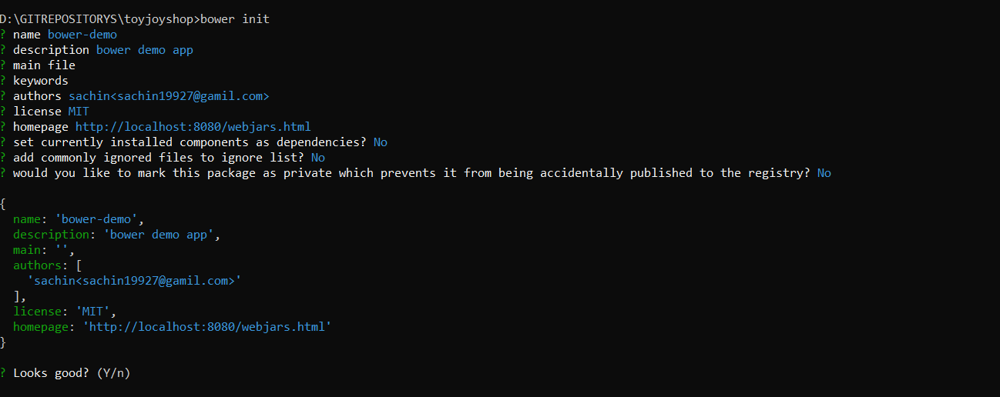 D:\GITREPOSITORYS\toyjoyshop>bower init
? name bower-demo
? description bower demo app
? main file
? keywords
? authors sachin<sachin19927@gamil.com>
? license MIT
? homepage http://localhost:8080/webjars.html
? set currently installed components as dependencies? No
? add commonly ignored files to ignore list? No
? would you like to mark this package as private which prevents it from being accidentally published to the registry? No
{
  name: 'bower-demo',
  description: 'bower demo app',
  main: '',
  authors: [
    'sachin<sachin19927@gamil.com>'
  ],
  license: 'MIT',
  homepage: 'http://localhost:8080/webjars.html'
}
? Looks good? (Y/n)